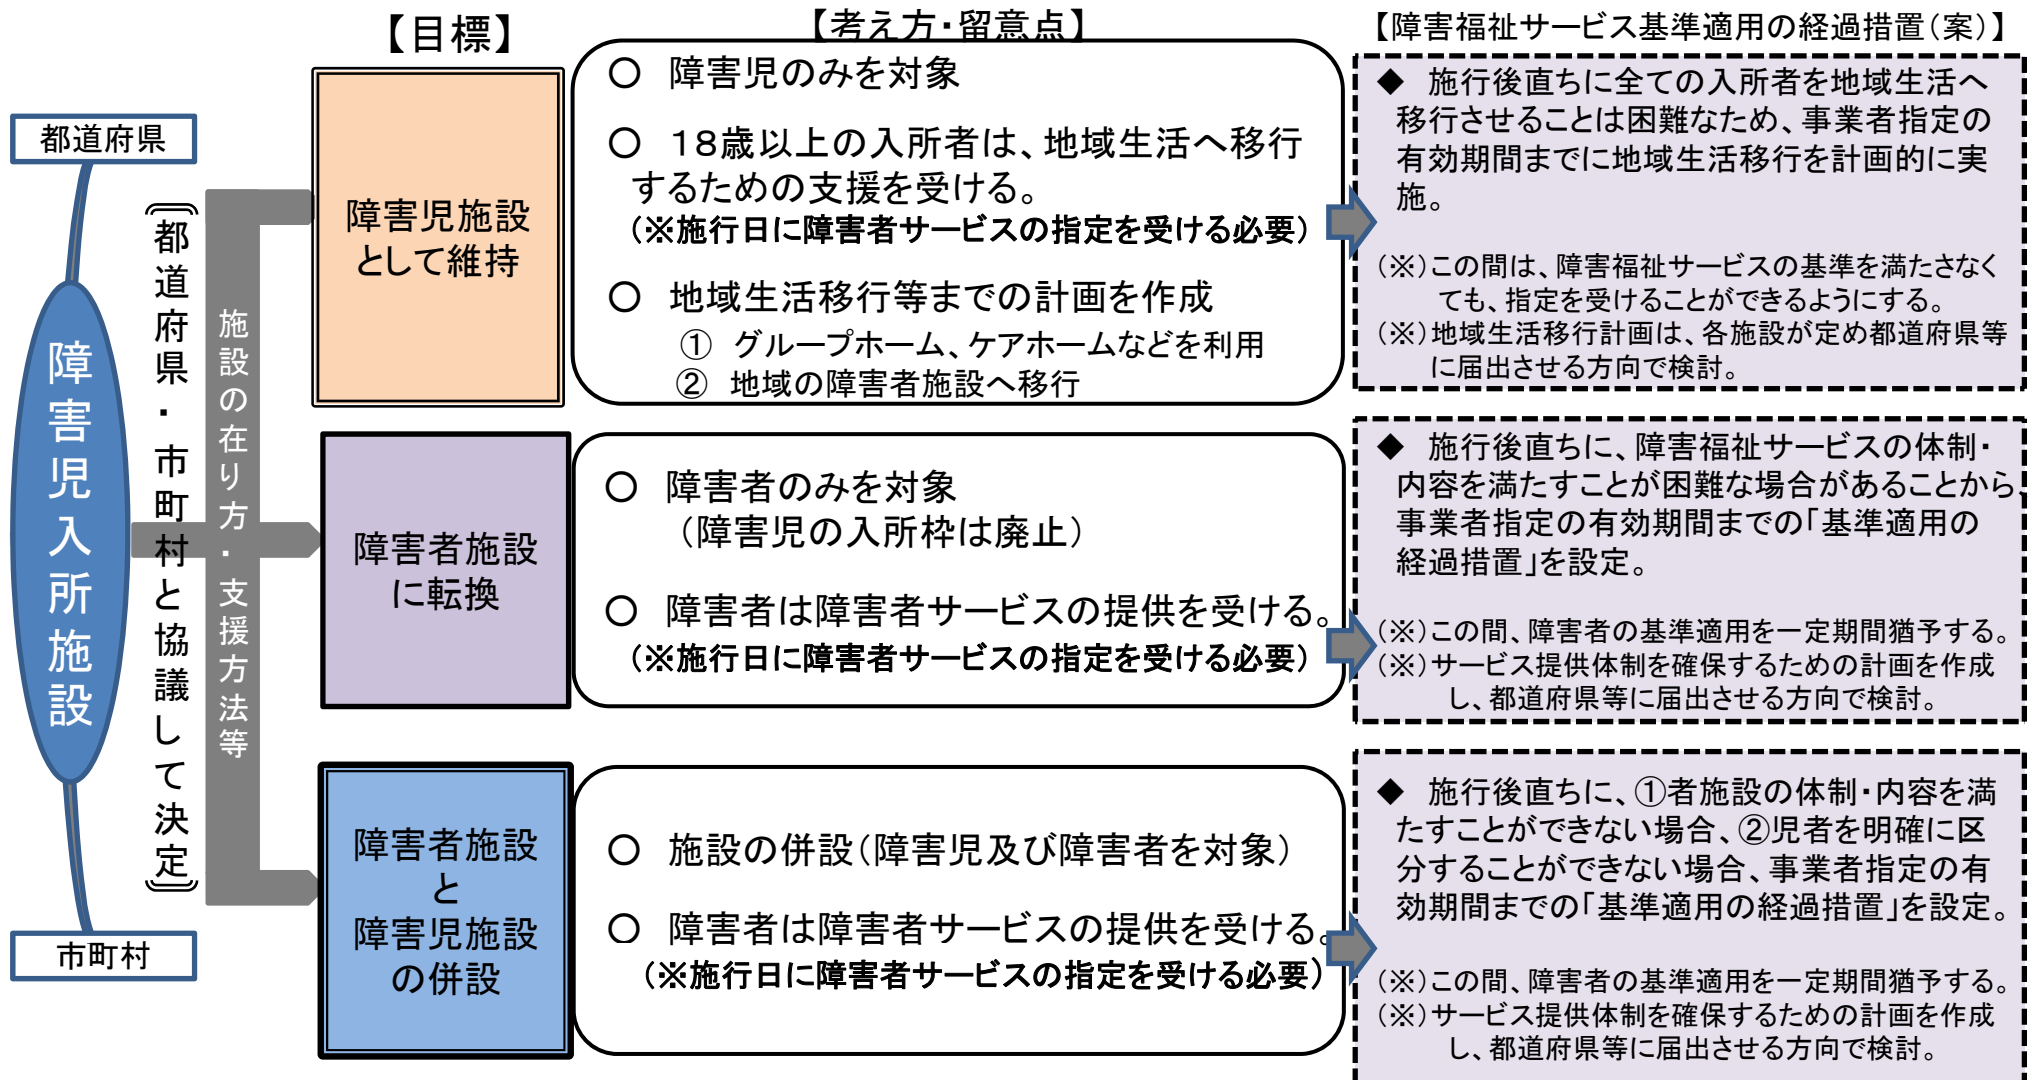 【目標】
【考え方・留意点】
【障害福祉サービス基準適用の経過措置（案）】
都道府県
障害児入所施設
市町村
（都道府県・市町村と協議して決定）
施設の在り方・支援方法等
障害児施設
として維持
○　障害児のみを対象
○　１８歳以上の入所者は、地域生活へ移行
するための支援を受ける。
（※施行日に障害者サービスの指定を受ける必要）
○　地域生活移行等までの計画を作成
①　グループホーム、ケアホームなどを利用
②　地域の障害者施設へ移行
◆　施行後直ちに全ての入所者を地域生活へ
移行させることは困難なため、事業者指定の
有効期間までに地域生活移行を計画的に実
施。
（※）この間は、障害福祉サービスの基準を満たさなく
ても、指定を受けることができるようにする。
（※）地域生活移行計画は、各施設が定め都道府県等
に届出させる方向で検討。
障害者施設
に転換
○　障害者のみを対象
（障害児の入所枠は廃止）
○　障害者は障害者サービスの提供を受ける。
（※施行日に障害者サービスの指定を受ける必要）
◆　施行後直ちに、障害福祉サービスの体制・
内容を満たすことが困難な場合があることから、
事業者指定の有効期間までの「基準適用の
経過措置」を設定。
（※）この間、障害者の基準適用を一定期間猶予する。
（※）サービス提供体制を確保するための計画を作成
し、都道府県等に届出させる方向で検討。
障害者施設
と
障害児施設
の併設
○　施設の併設（障害児及び障害者を対象）
○　障害者は障害者サービスの提供を受ける。
（※施行日に障害者サービスの指定を受ける必要）
◆　施行後直ちに、①者施設の体制・内容を満
たすことができない場合、②児者を明確に区
分することができない場合、事業者指定の有
効期間までの「基準適用の経過措置」を設定。
（※）この間、障害者の基準適用を一定期間猶予する。
（※）サービス提供体制を確保するための計画を作成
し、都道府県等に届出させる方向で検討。